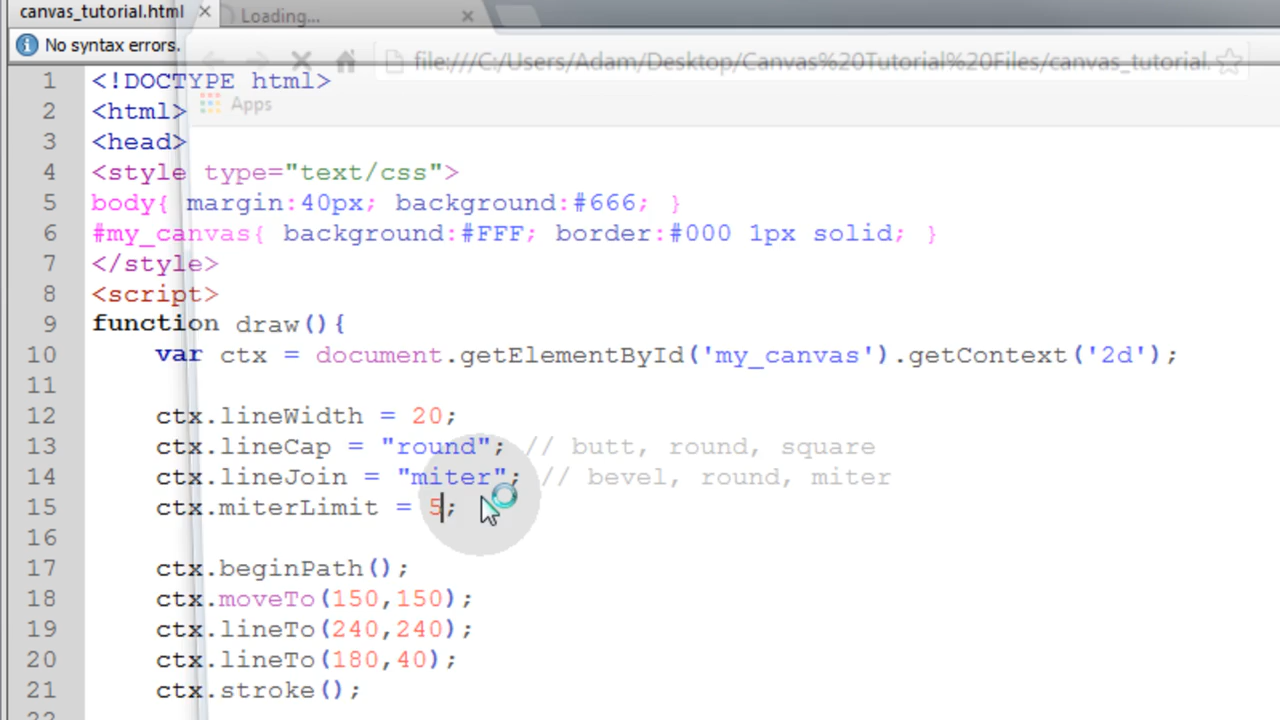 canvas_tutorial.html
Loading...
No syntax errors.
file:///C:/Users/Adam/Desktop/Canvas%20Tutorial%20Files/canvas_tutorial.
Apps
1 <!DOCTYPE html>
2 <html>
3 <head>
4 <style type="text/css">
5 body{ margin:40px; background:#666; }
6 #my_canvas{ background:#FFF; border:#000 1px solid; }
7 </style>
8 <script>
9 function draw(){
10 var ctx = document.getElementById('my_canvas').getContext('2d');
11
12 ctx.lineWidth = 20;
13 ctx.lineCap = "round"; // butt, round, square
14 ctx.lineJoin = "miter"; // bevel, round, miter
15 ctx.miterLimit = 5;
16
17 ctx.beginPath();
18 ctx.moveTo(150,150);
19 ctx.lineTo(240,240);
20 ctx.lineTo(180,40);
21 ctx.stroke();
22